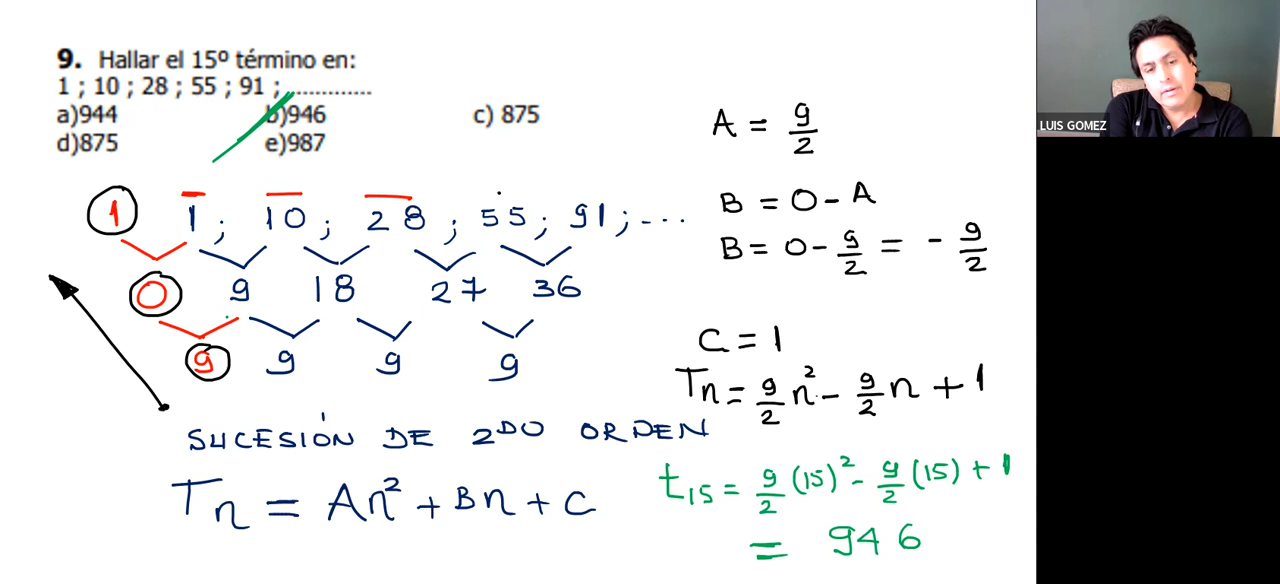 9. Hallar el 15º término en:
1 ; 10 ; 28 ; 55 ; 91 ; .............
a)944 b)946 c) 875
d)875 e)987
LUIS GOMEZ
1 1 ; 10 ; 28 ; 55 ; 91 ; ...
0 9 18 27 36
9 9 9 9
SUCESIÓN DE 2DO ORDEN
Tn = An² + Bn + C
A = 9/2
B = 0 - A
B = 0 - 9/2 = - 9/2
C = 1
Tn = 9/2 n² - 9/2 n + 1
t15 = 9/2 (15)² - 9/2 (15) + 1
= 946